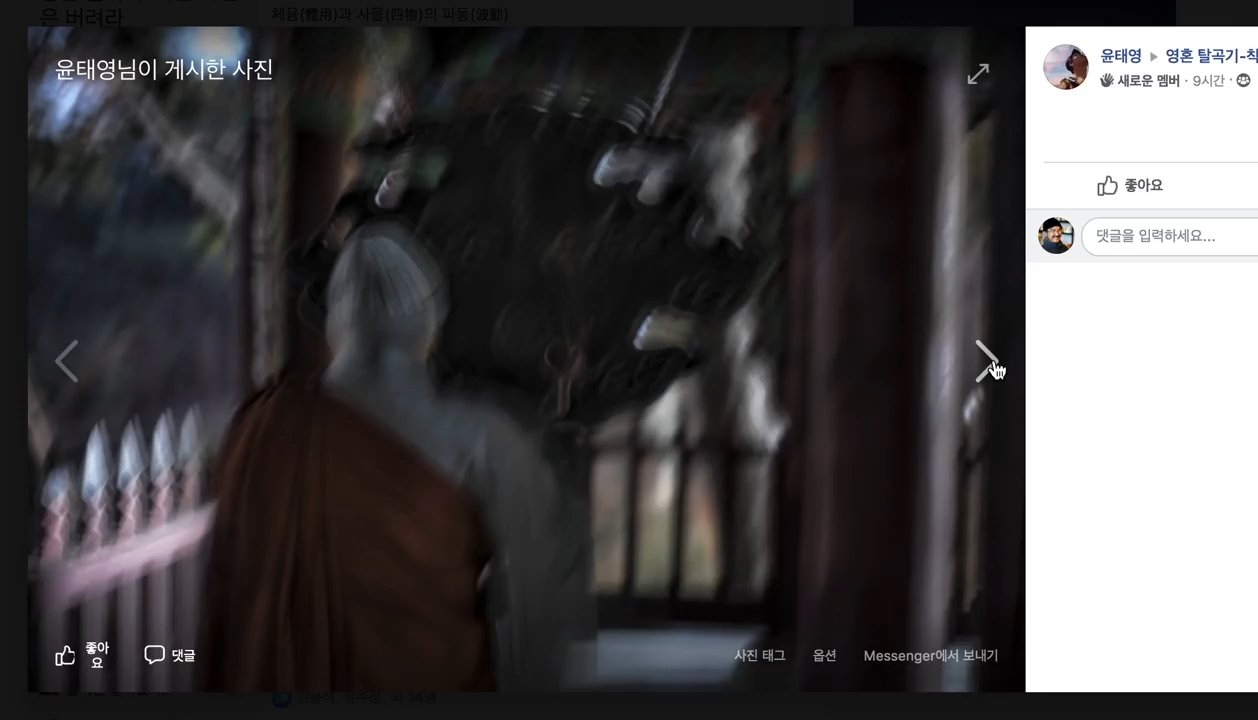 은 버려라
체용(體用)과 사물(四物)의 파동(波動)
윤태영님이 게시한 사진
윤태영 ▶ 영혼 탈곡기-착
새로운 멤버 · 9시간 ·
좋아요
댓글을 입력하세요...
좋아
요
댓글
사진 태그
옵션
Messenger에서 보내기